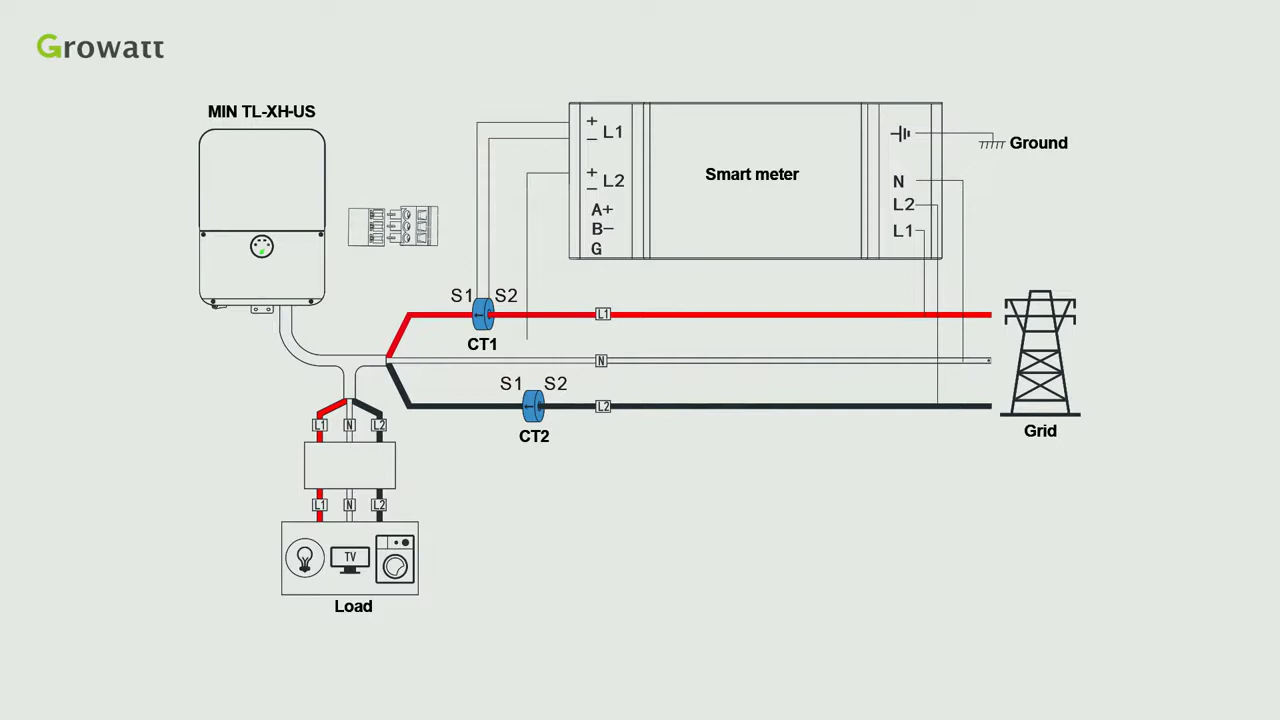 Growatt
MIN TL-XH-US
+
−
L1
+
−
L2
A+
B−
G
Smart meter
Ground
N
L2
L1
S1 S2
CT1
L1
N
S1 S2
L2
CT2
Grid
L1 N L2
L1 N L2
TV
Load